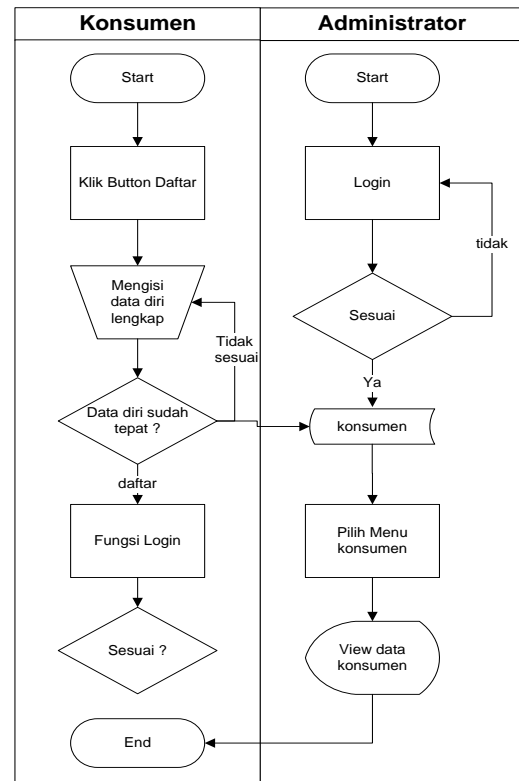 Konsumen
Administrator
Start
Klik Button Daftar
Mengisi
data diri
lengkap
Tidak
sesuai
Data diri sudah
tepat ?
daftar
Fungsi Login
Sesuai ?
End
Start
Login
tidak
Sesuai
Ya
konsumen
Pilih Menu
konsumen
View data
konsumen